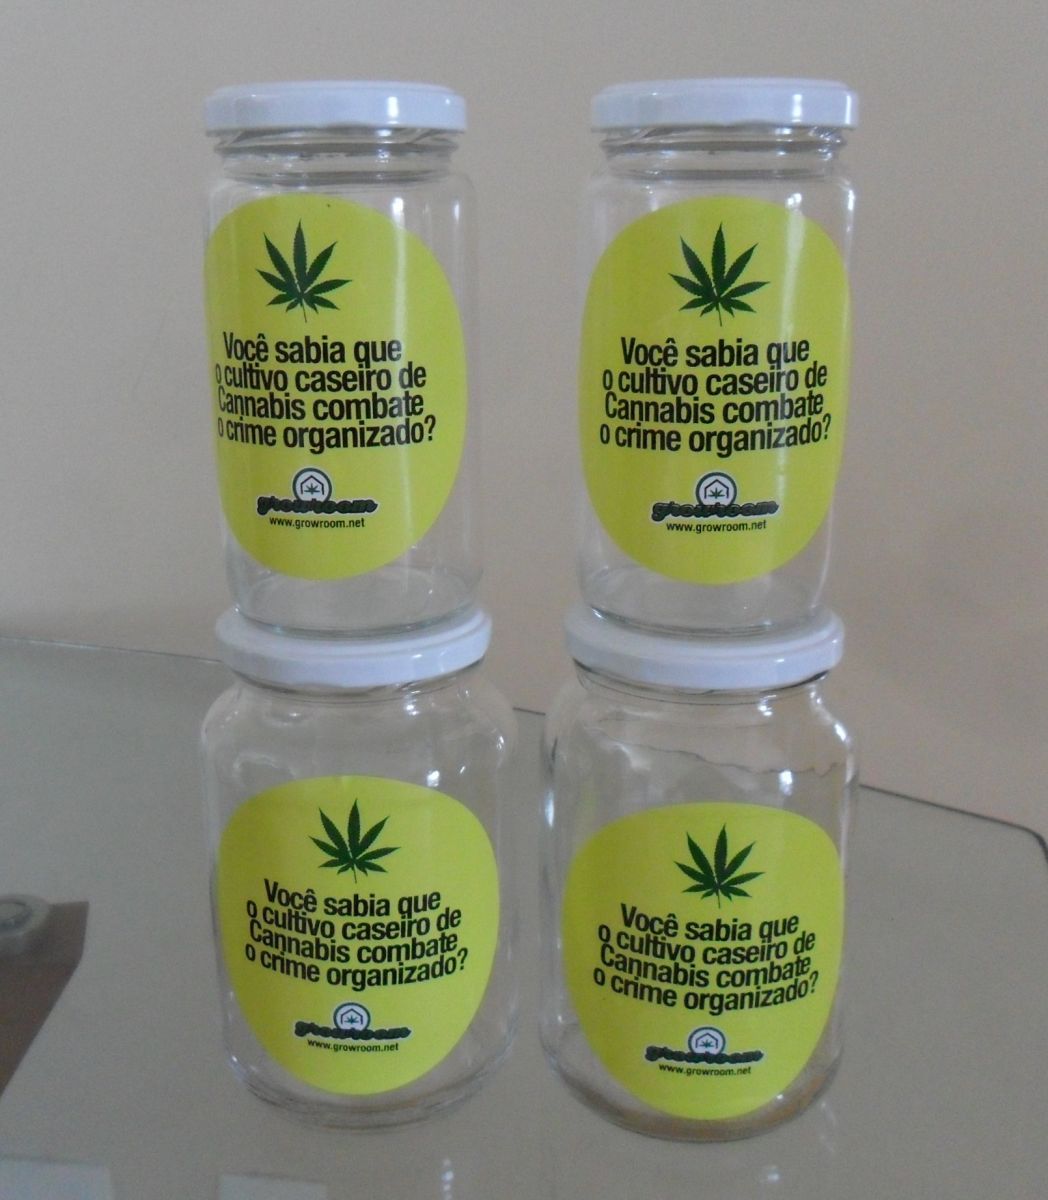 Você sabia que
o cultivo caseiro de
Cannabis combate
o crime organizado?
growroom
www.growroom.net
Você sabia que
o cultivo caseiro de
Cannabis combate
o crime organizado?
growroom
www.growroom.net
Você sabia que
o cultivo caseiro de
Cannabis combate
o crime organizado?
growroom
www.growroom.net
Você sabia que
o cultivo caseiro de
Cannabis combate
o crime organizado?
growroom
www.growroom.net